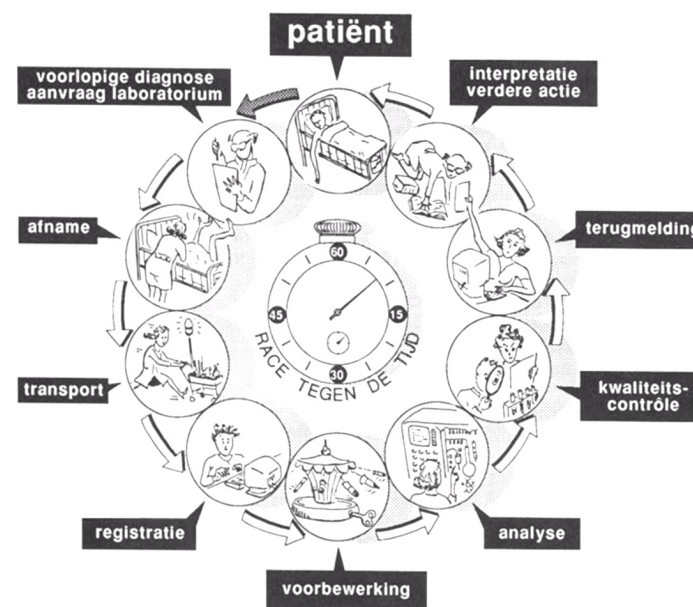 patiënt
voorlopige diagnose
aanvraag laboratorium
interpretatie
verdere actie
afname
terugmelding
60
45
15
30
RACE TEGEN DE TIJD
transport
kwaliteits-
contrôle
registratie
analyse
voorbewerking